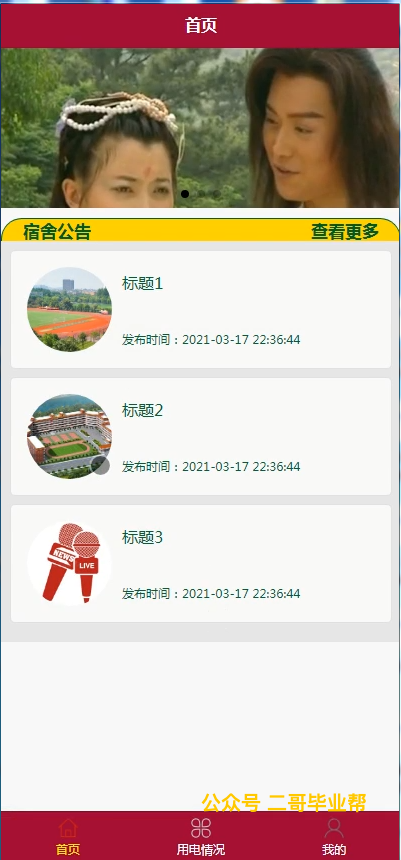 首页
宿舍公告 查看更多
标题1
发布时间：2021-03-17 22:36:44
标题2
发布时间：2021-03-17 22:36:44
NEWS
LIVE
标题3
发布时间：2021-03-17 22:36:44
公众号 二哥毕业帮
首页 用电情况 我的